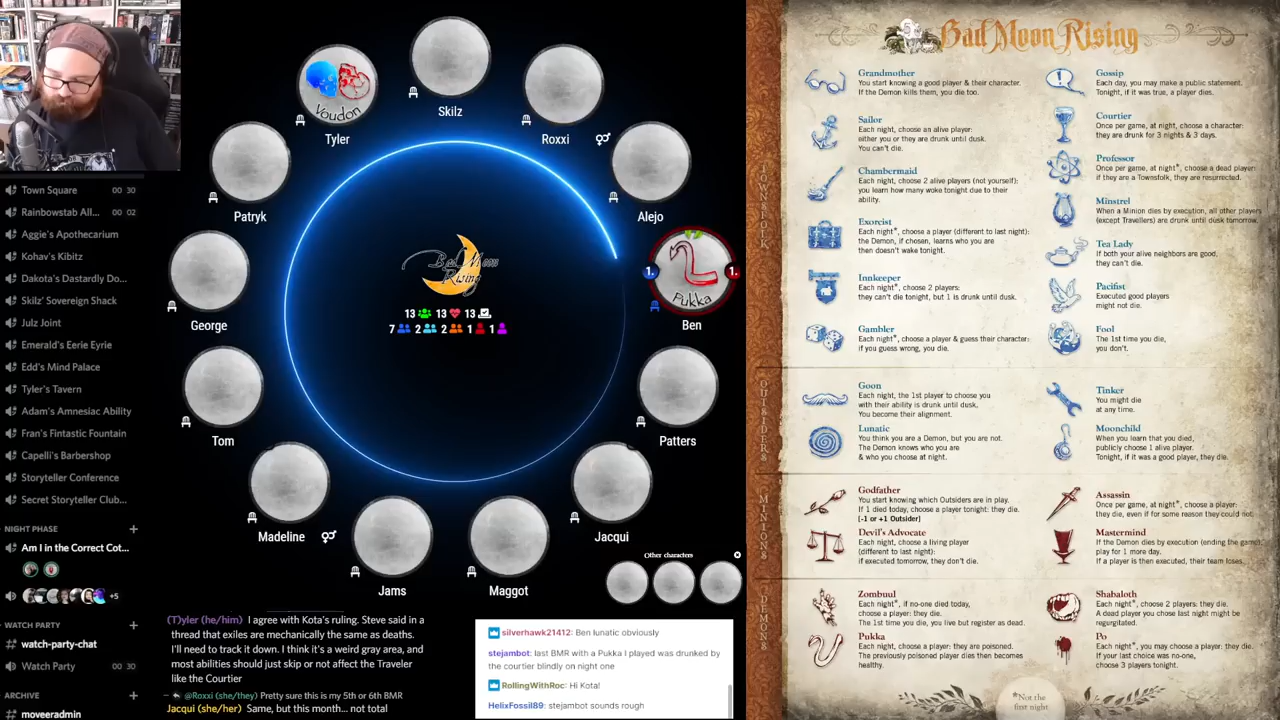 Town Square 00 30
Rainbowstab All... 00 02
Aggie's Apothecarium
Kohav's Kibitz
Dakota's Dastardly Do...
Skilz' Sovereign Shack
Julz Joint
Emerald's Eerie Eyrie
Edd's Mind Palace
Tyler's Tavern
Adam's Amnesiac Ability
Fran's Fintastic Fountain
Capelli's Barbershop
Storyteller Conference
Secret Storyteller Club...
NIGHT PHASE
Am I in the Correct Cot...
+5
WATCH PARTY
watch-party-chat
Watch Party 00 30
ARCHIVE
moveeradmin
Skilz
Voudon
Tyler
Roxxi
Patryk
Alejo
George
Bad Moon
Rising
13 13 13
7 2 2 1 1
1.
1.
Pukka
Ben
Tom
Patters
Madeline
Jacqui
Jams
Maggot
Other characters
(T)yler (he/him) I agree with Kota's ruling. Steve said in a
thread that exiles are mechanically the same as deaths.
I'll need to track it down. I think it's a weird gray area, and
most abilities should just skip or not affect the Traveler
like the Courtier
@Roxxi (she/they) Pretty sure this is my 5th or 6th BMR
Jacqui (she/her) Same, but this month... not total
silverhawk21412: Ben lunatic obviously
stejambot: last BMR with a Pukka I played was drunked by
the courtier blindly on night one
RollingWithRoc: Hi Kota!
HelixFossil89: stejambot sounds rough
Bad Moon Rising
TOWNSFOLK
Grandmother
You start knowing a good player & their character.
If the Demon kills them, you die too.
Sailor
Each night, choose an alive player:
either you or they are drunk until dusk.
You can't die.
Chambermaid
Each night, choose 2 alive players (not yourself):
you learn how many woke tonight due to their
ability.
Exorcist
Each night*, choose a player (different to last night):
the Demon, if chosen, learns who you are
then doesn't wake tonight.
Innkeeper
Each night*, choose 2 players:
they can't die tonight, but 1 is drunk until dusk.
Gambler
Each night*, choose a player & guess their character:
if you guess wrong, you die.
Gossip
Each day, you may make a public statement.
Tonight, if it was true, a player dies.
Courtier
Once per game, at night, choose a character:
they are drunk for 3 nights & 3 days.
Professor
Once per game, at night*, choose a dead player:
if they are a Townsfolk, they are resurrected.
Minstrel
When a Minion dies by execution, all other players
(except Travellers) are drunk until dusk tomorrow.
Tea Lady
If both your alive neighbors are good,
they can't die.
Pacifist
Executed good players
might not die.
Fool
The 1st time you die,
you don't.
OUTSIDERS
Goon
Each night, the 1st player to choose you
with their ability is drunk until dusk.
You become their alignment.
Lunatic
You think you are a Demon, but you are not.
The Demon knows who you are
& who you choose at night.
Tinker
You might die
at any time.
Moonchild
When you learn that you died,
publicly choose 1 alive player.
Tonight, if it was a good player, they die.
MINIONS
Godfather
You start knowing which Outsiders are in play.
If 1 died today, choose a player tonight: they die.
[-1 or +1 Outsider]
Devil's Advocate
Each night, choose a living player
(different to last night):
if executed tomorrow, they don't die.
Assassin
Once per game, at night*, choose a player:
they die, even if for some reason they could not.
Mastermind
If the Demon dies by execution (ending the game),
play for 1 more day.
If a player is then executed, their team loses.
DEMONS
Zombuul
Each night*, if no-one died today,
choose a player: they die.
The 1st time you die, you live but register as dead.
Pukka
Each night, choose a player: they are poisoned.
The previously poisoned player dies then becomes
healthy.
Shabaloth
Each night*, choose 2 players: they die.
A dead player you chose last night might be
regurgitated.
Po
Each night*, you may choose a player: they die.
If your last choice was no-one,
choose 3 players tonight.
*Not the
first night